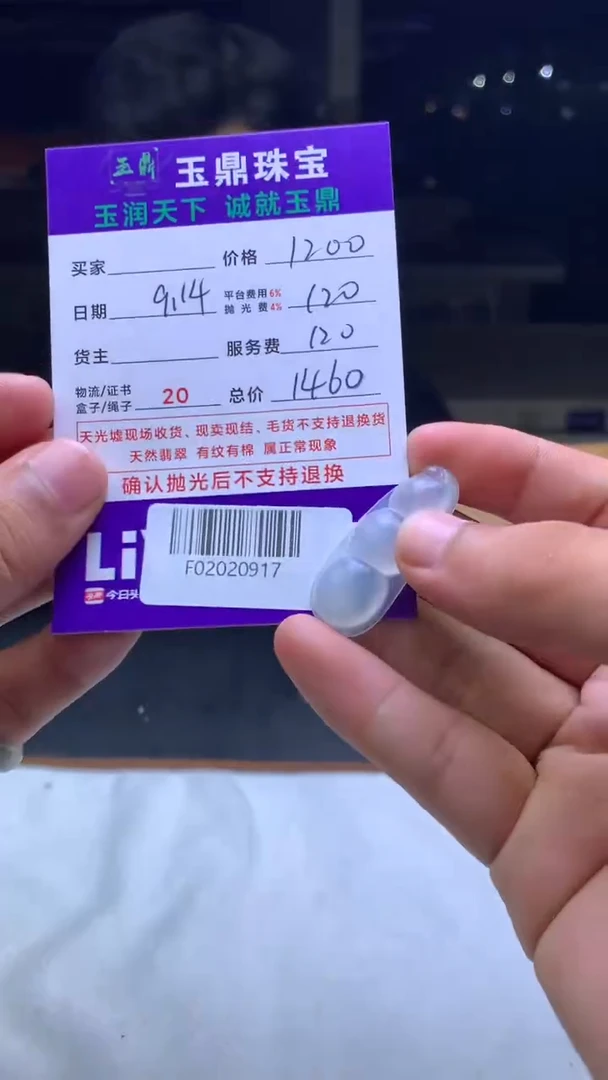 玉鼎 玉鼎珠宝
玉润天下 诚就玉鼎
买家 价格 1200
日期 9.14 平台费用6% 抛光费4% 120
货主 服务费 120
物流/证书 盒子/绳子 20 总价 1460
天光墟现场收货、现卖现结、毛货不支持退换货
天然翡翠 有纹有棉 属正常现象
确认抛光后不支持退换
F02020917
今日头